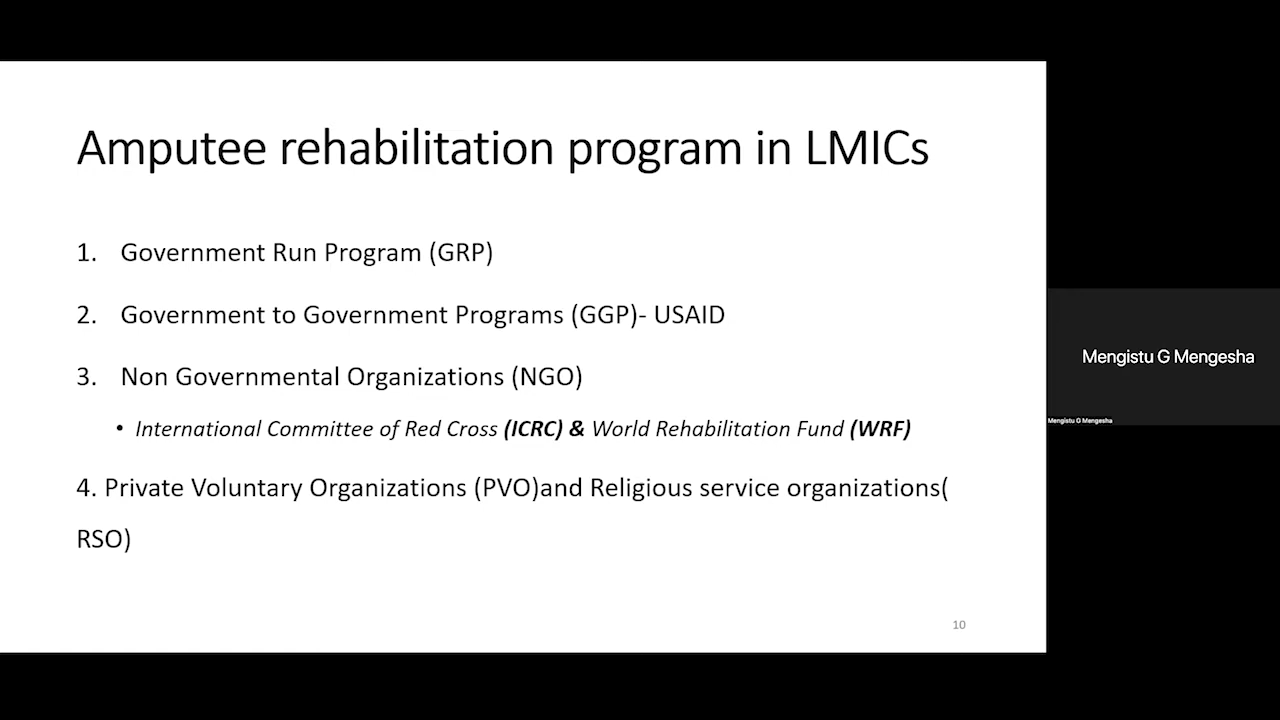 Amputee rehabilitation program in LMICs
1. Government Run Program (GRP)
2. Government to Government Programs (GGP)- USAID
3. Non Governmental Organizations (NGO)
• International Committee of Red Cross (ICRC) & World Rehabilitation Fund (WRF)
4. Private Voluntary Organizations (PVO)and Religious service organizations(
RSO)
10
Mengistu G Mengesha
Mengistu G Mengesha